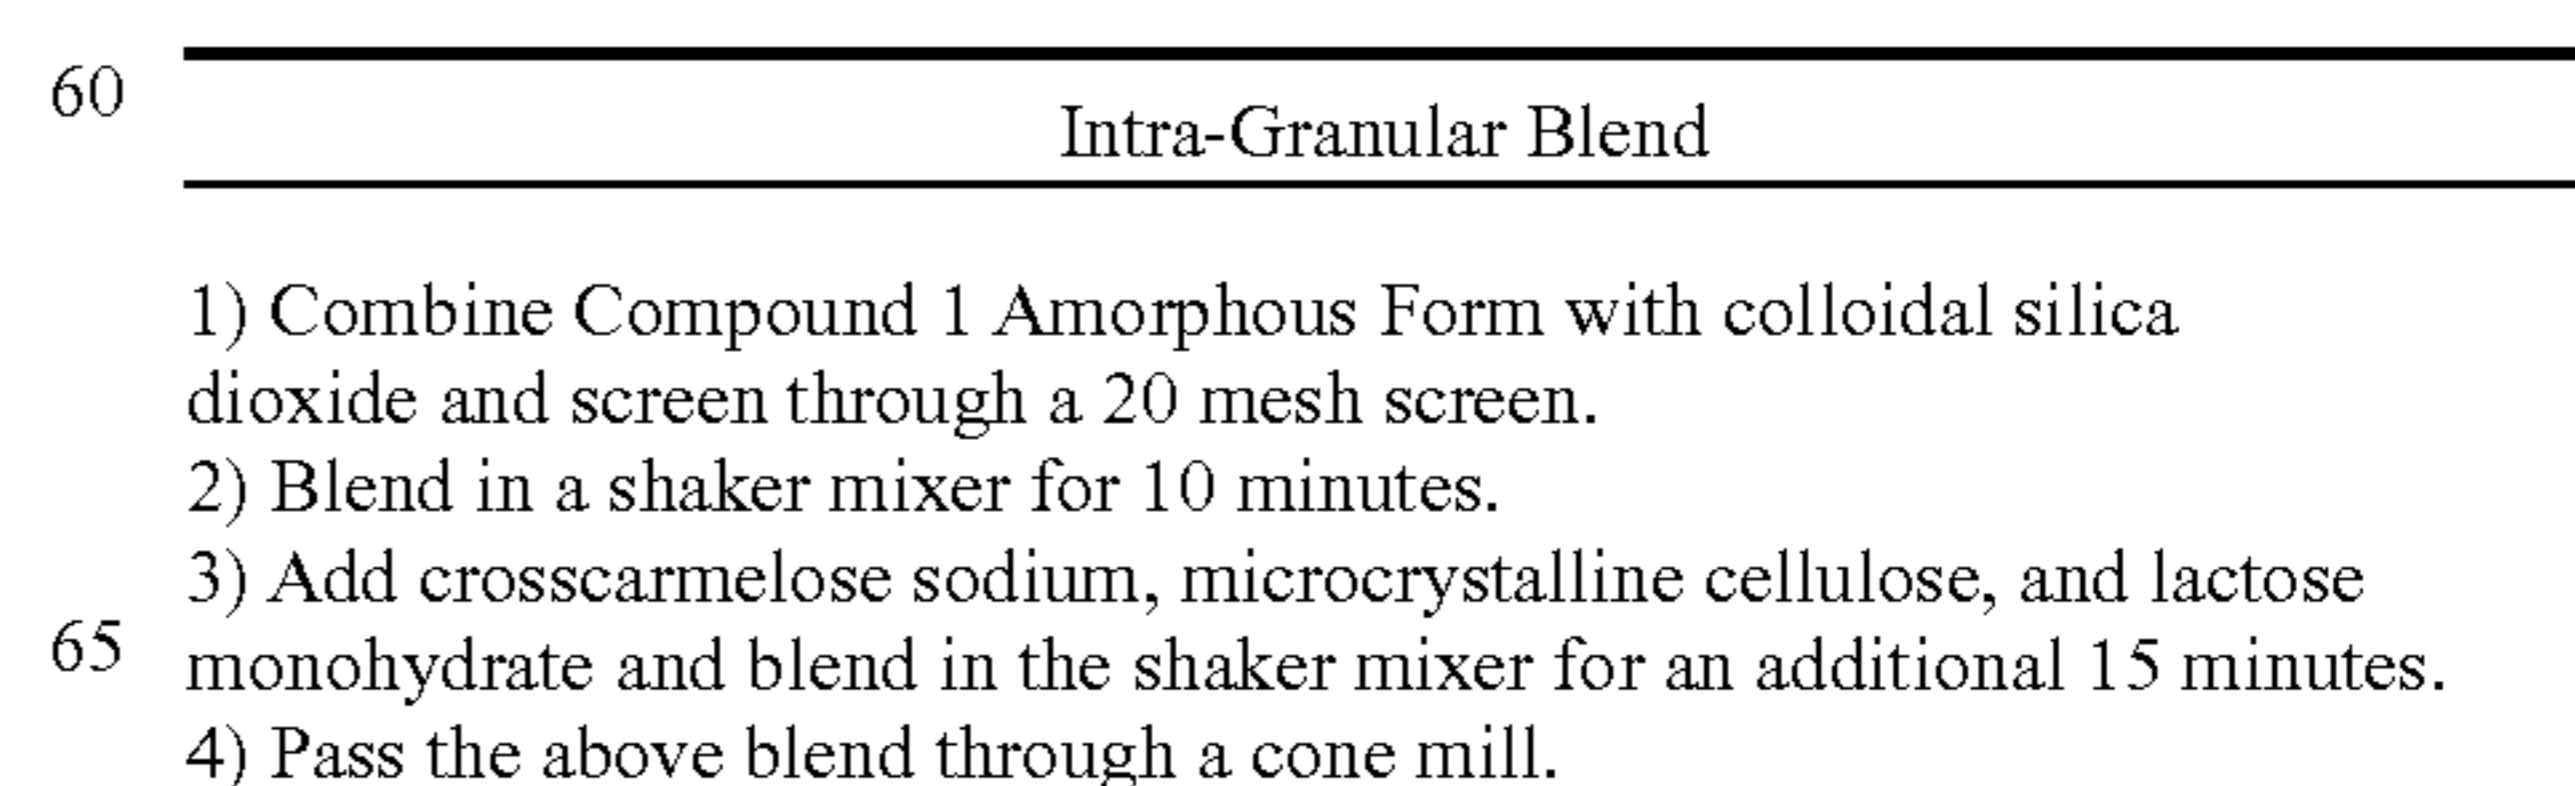 60
Intra-Granular Blend
1) Combine Compound 1 Amorphous Form with colloidal silica
dioxide and screen through a 20 mesh screen.
2) Blend in a shaker mixer for 10 minutes.
3) Add crosscarmelose sodium, microcrystalline cellulose, and lactose
65 monohydrate and blend in the shaker mixer for an additional 15 minutes.
4) Pass the above blend through a cone mill.